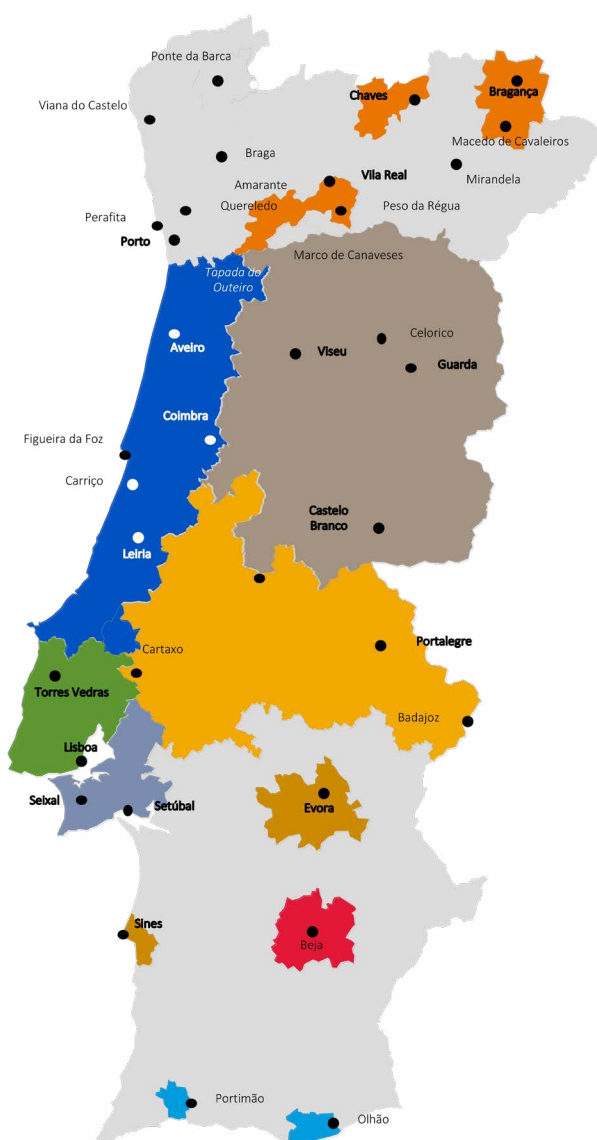 Ponte da Barca
Chaves
Bragança
Viana do Castelo
Macedo de Cavaleiros
Braga
Vila Real
Mirandela
Amarante
Quereledo
Peso da Régua
Perafita
Porto
Marco de Canaveses
Tapada do
Outeiro
Celorico
Aveiro
Viseu
Guarda
Coimbra
Figueira da Foz
Carriço
Castelo
Branco
Leiria
Portalegre
Cartaxo
Torres Vedras
Badajoz
Lisboa
Seixal
Setúbal
Evora
Sines
Beja
Portimão
Olhão